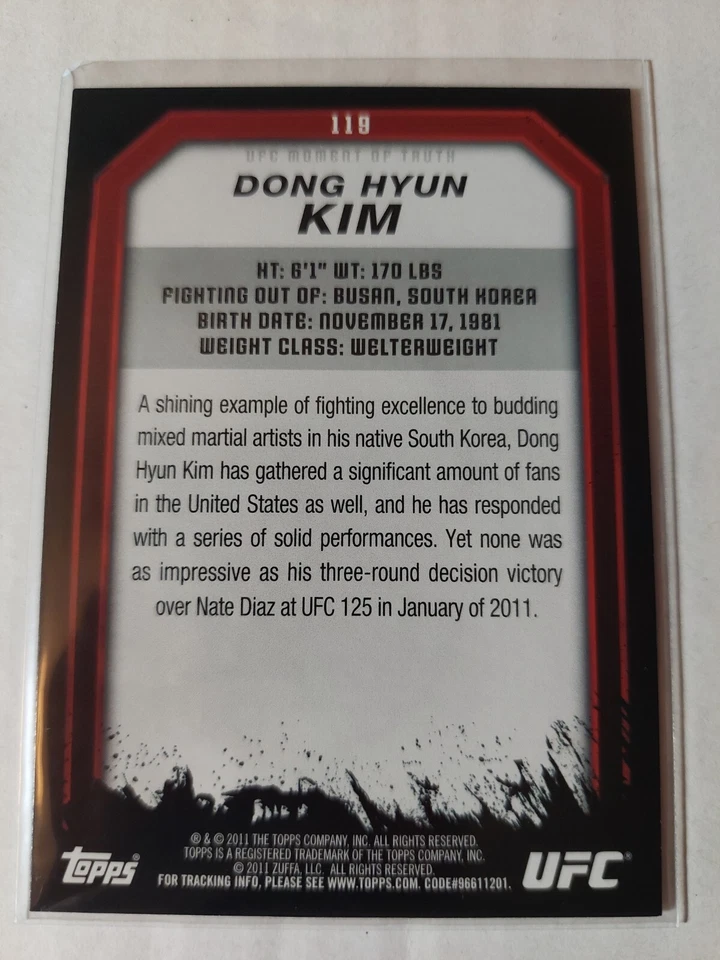 119
UFC MOMENT OF TRUTH
DONG HYUN
KIM
HT: 6'1" WT: 170 LBS
FIGHTING OUT OF: BUSAN, SOUTH KOREA
BIRTH DATE: NOVEMBER 17, 1981
WEIGHT CLASS: WELTERWEIGHT
A shining example of fighting excellence to budding
mixed martial artists in his native South Korea, Dong
Hyun Kim has gathered a significant amount of fans
in the United States as well, and he has responded
with a series of solid performances. Yet none was
as impressive as his three-round decision victory
over Nate Diaz at UFC 125 in January of 2011.
® & © 2011 THE TOPPS COMPANY, INC. ALL RIGHTS RESERVED.
TOPPS IS A REGISTERED TRADEMARK OF THE TOPPS COMPANY, INC.
© 2011 ZUFFA, LLC. ALL RIGHTS RESERVED.
FOR TRACKING INFO, PLEASE SEE WWW.TOPPS.COM. CODE#96611201.
topps®
UFC®